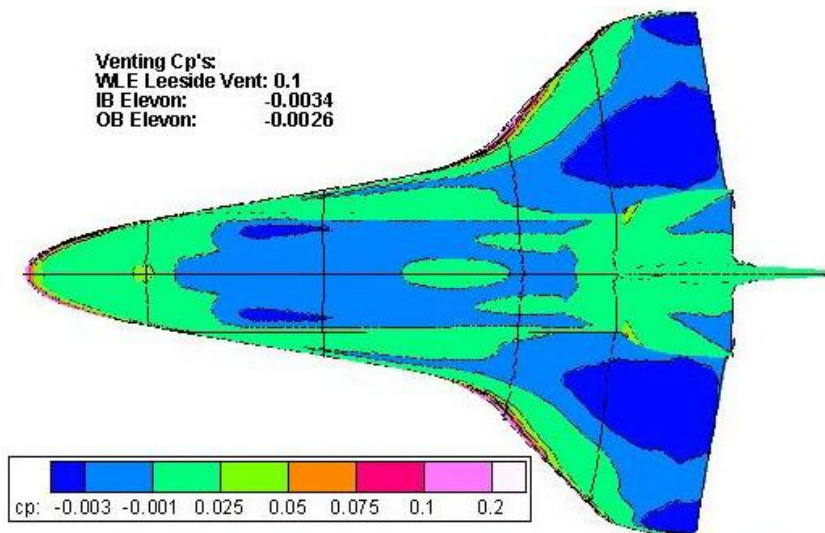 Venting Cp's:
WLE Leeside Vent: 0.1
IB Elevon: -0.0034
OB Elevon: -0.0026
cp: -0.003 -0.001 0.025 0.05 0.075 0.1 0.2